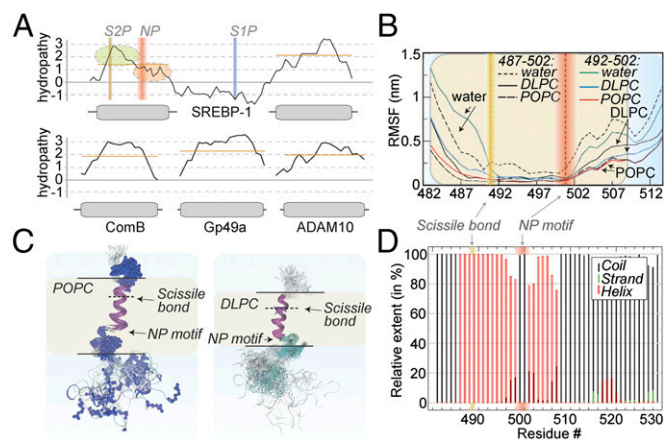 A
S2P NP S1P
hydropathy
3
2
1
0
-1
SREBP-1
hydropathy
3
2
1
0
-1
ComB Gp49a ADAM10
B
RMSF (nm)
1.5
1
0.5
0
487-502: 492-502:
water water
DLPC DLPC
POPC POPC
water
DLPC
POPC
482 487 492 497 502 507 512
Scissile bond NP motif
C
POPC
Scissile bond
NP motif
DLPC
Scissile bond
NP motif
D
Relative extent (in %)
100
80
60
40
20
0
Coil
Strand
Helix
490 500 510 520 530
Residue #